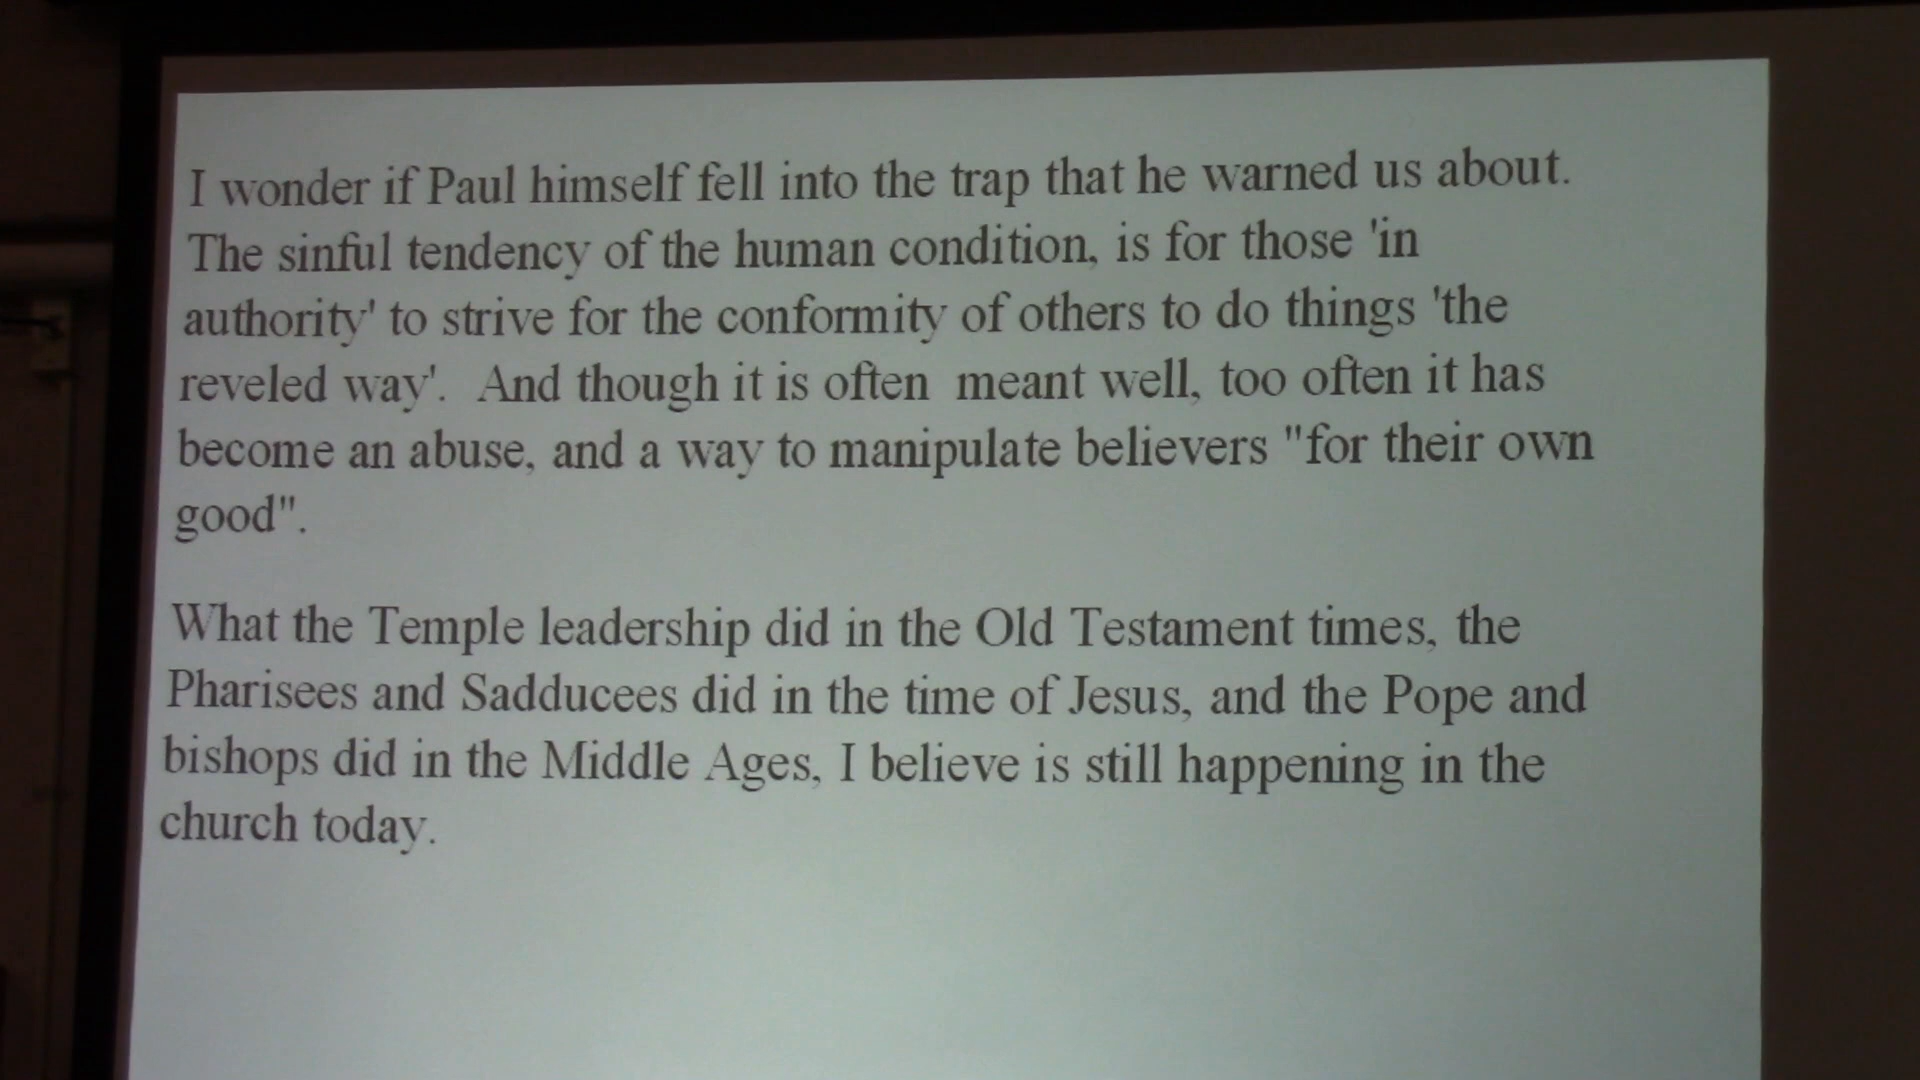 I wonder if Paul himself fell into the trap that he warned us about.
The sinful tendency of the human condition, is for those 'in
authority' to strive for the conformity of others to do things 'the
reveled way'.  And though it is often  meant well, too often it has
become an abuse, and a way to manipulate believers "for their own
good".
What the Temple leadership did in the Old Testament times, the
Pharisees and Sadducees did in the time of Jesus, and the Pope and
bishops did in the Middle Ages, I believe is still happening in the
church today.